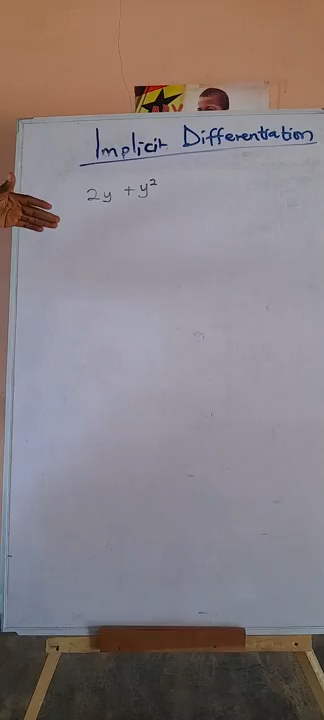 Implicit Differentiation
2y + y²